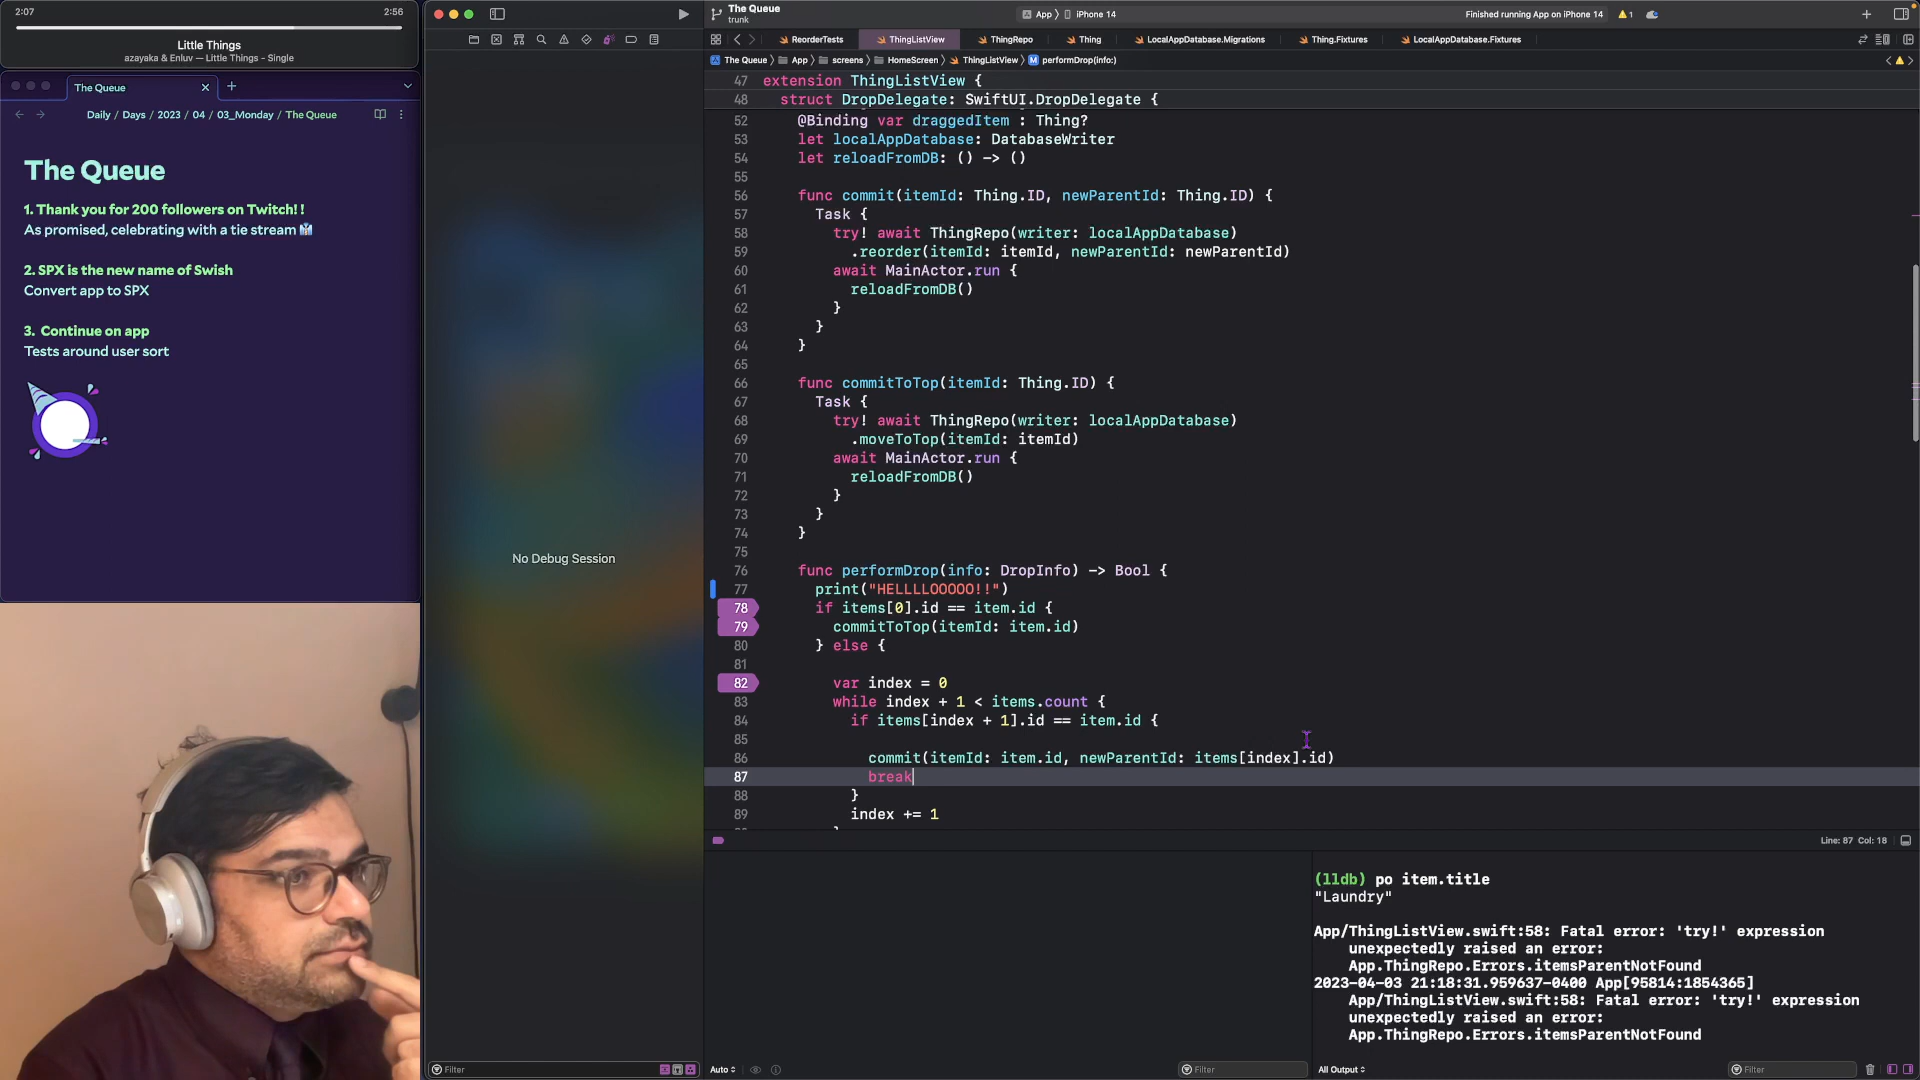 2:07
2:56
Little Things
azayaka & Enluv — Little Things - Single
The Queue
Daily / Days / 2023 / 04 / 03_Monday / The Queue
The Queue
1. Thank you for 200 followers on Twitch! !
As promised, celebrating with a tie stream
2. SPX is the new name of Swish
Convert app to SPX
3. Continue on app
Tests around user sort
No Debug Session
Filter
The Queue
trunk
App
iPhone 14
Finished running App on iPhone 14
1
ReorderTests
ThingListView
ThingRepo
Thing
LocalAppDatabase.Migrations
Thing.Fixtures
LocalAppDatabase.Fixtures
The Queue
App
screens
HomeScreen
ThingListView
M performDrop(info:)
47 extension ThingListView {
48 struct DropDelegate: SwiftUI.DropDelegate {
52 @Binding var draggedItem : Thing?
53 let localAppDatabase: DatabaseWriter
54 let reloadFromDB: () -> ()
55
56 func commit(itemId: Thing.ID, newParentId: Thing.ID) {
57 Task {
58 try! await ThingRepo(writer: localAppDatabase)
59 .reorder(itemId: itemId, newParentId: newParentId)
60 await MainActor.run {
61 reloadFromDB()
62 }
63 }
64 }
65
66 func commitToTop(itemId: Thing.ID) {
67 Task {
68 try! await ThingRepo(writer: localAppDatabase)
69 .moveToTop(itemId: itemId)
70 await MainActor.run {
71 reloadFromDB()
72 }
73 }
74 }
75
76 func performDrop(info: DropInfo) -> Bool {
77 print("HELLLLOOOOO!!")
78 if items[0].id == item.id {
79 commitToTop(itemId: item.id)
80 } else {
81
82 var index = 0
83 while index + 1 < items.count {
84 if items[index + 1].id == item.id {
85
86 commit(itemId: item.id, newParentId: items[index].id)
87 break
88 }
89 index += 1
Line: 87 Col: 18
(lldb) po item.title
"Laundry"
App/ThingListView.swift:58: Fatal error: 'try!' expression
unexpectedly raised an error:
App.ThingRepo.Errors.itemsParentNotFound
2023-04-03 21:18:31.959637-0400 App[95814:1854365]
App/ThingListView.swift:58: Fatal error: 'try!' expression
unexpectedly raised an error:
App.ThingRepo.Errors.itemsParentNotFound
Auto
Filter
All Output
Filter